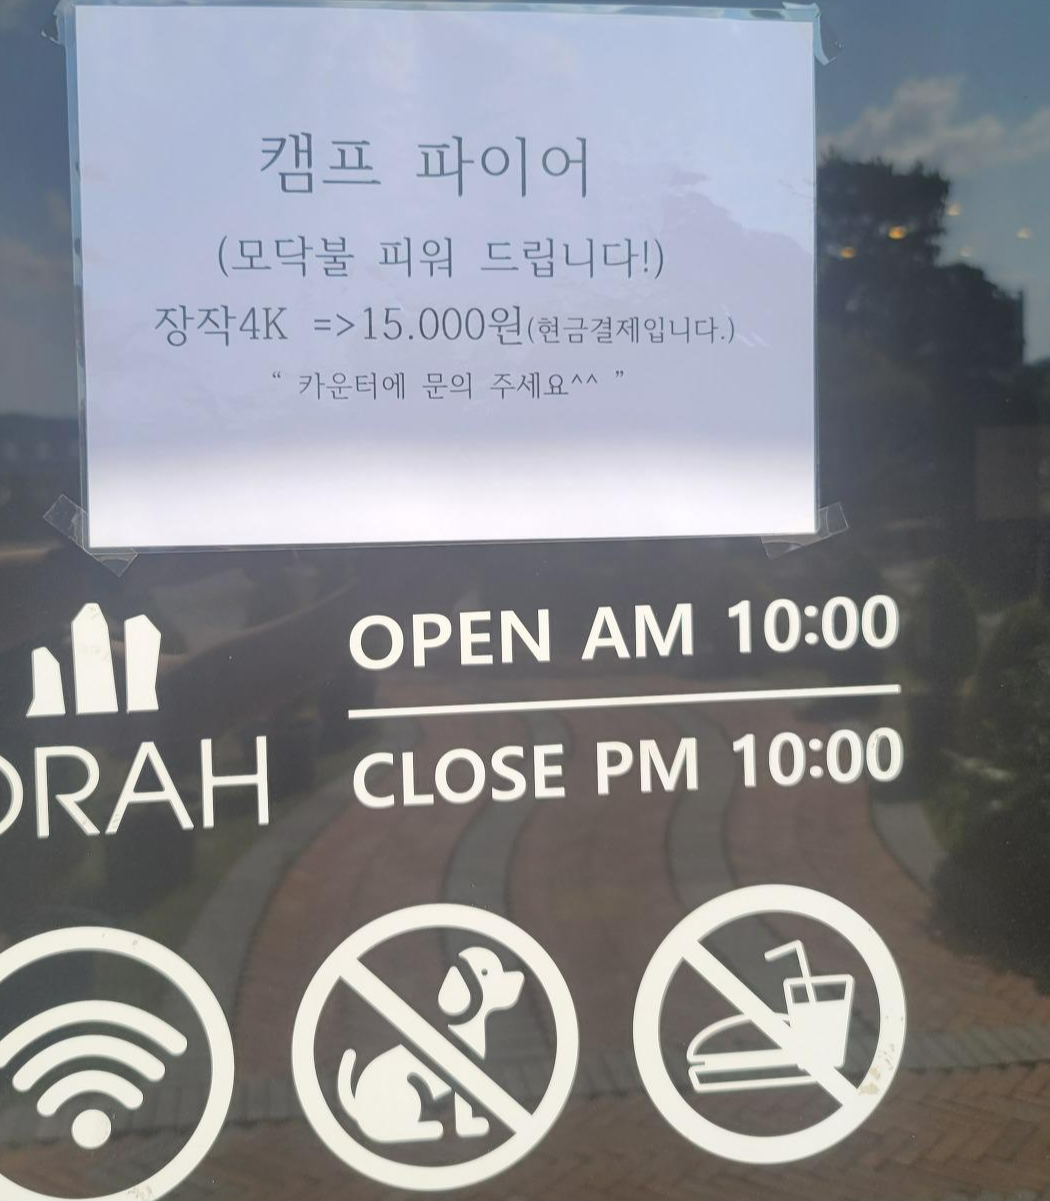 캠프 파이어
(모닥불 피워 드립니다!)
장작4K =>15.000원(현금결제입니다.)
“ 카운터에 문의 주세요^^ ”
OPEN AM 10:00
CLOSE PM 10:00
ORAH